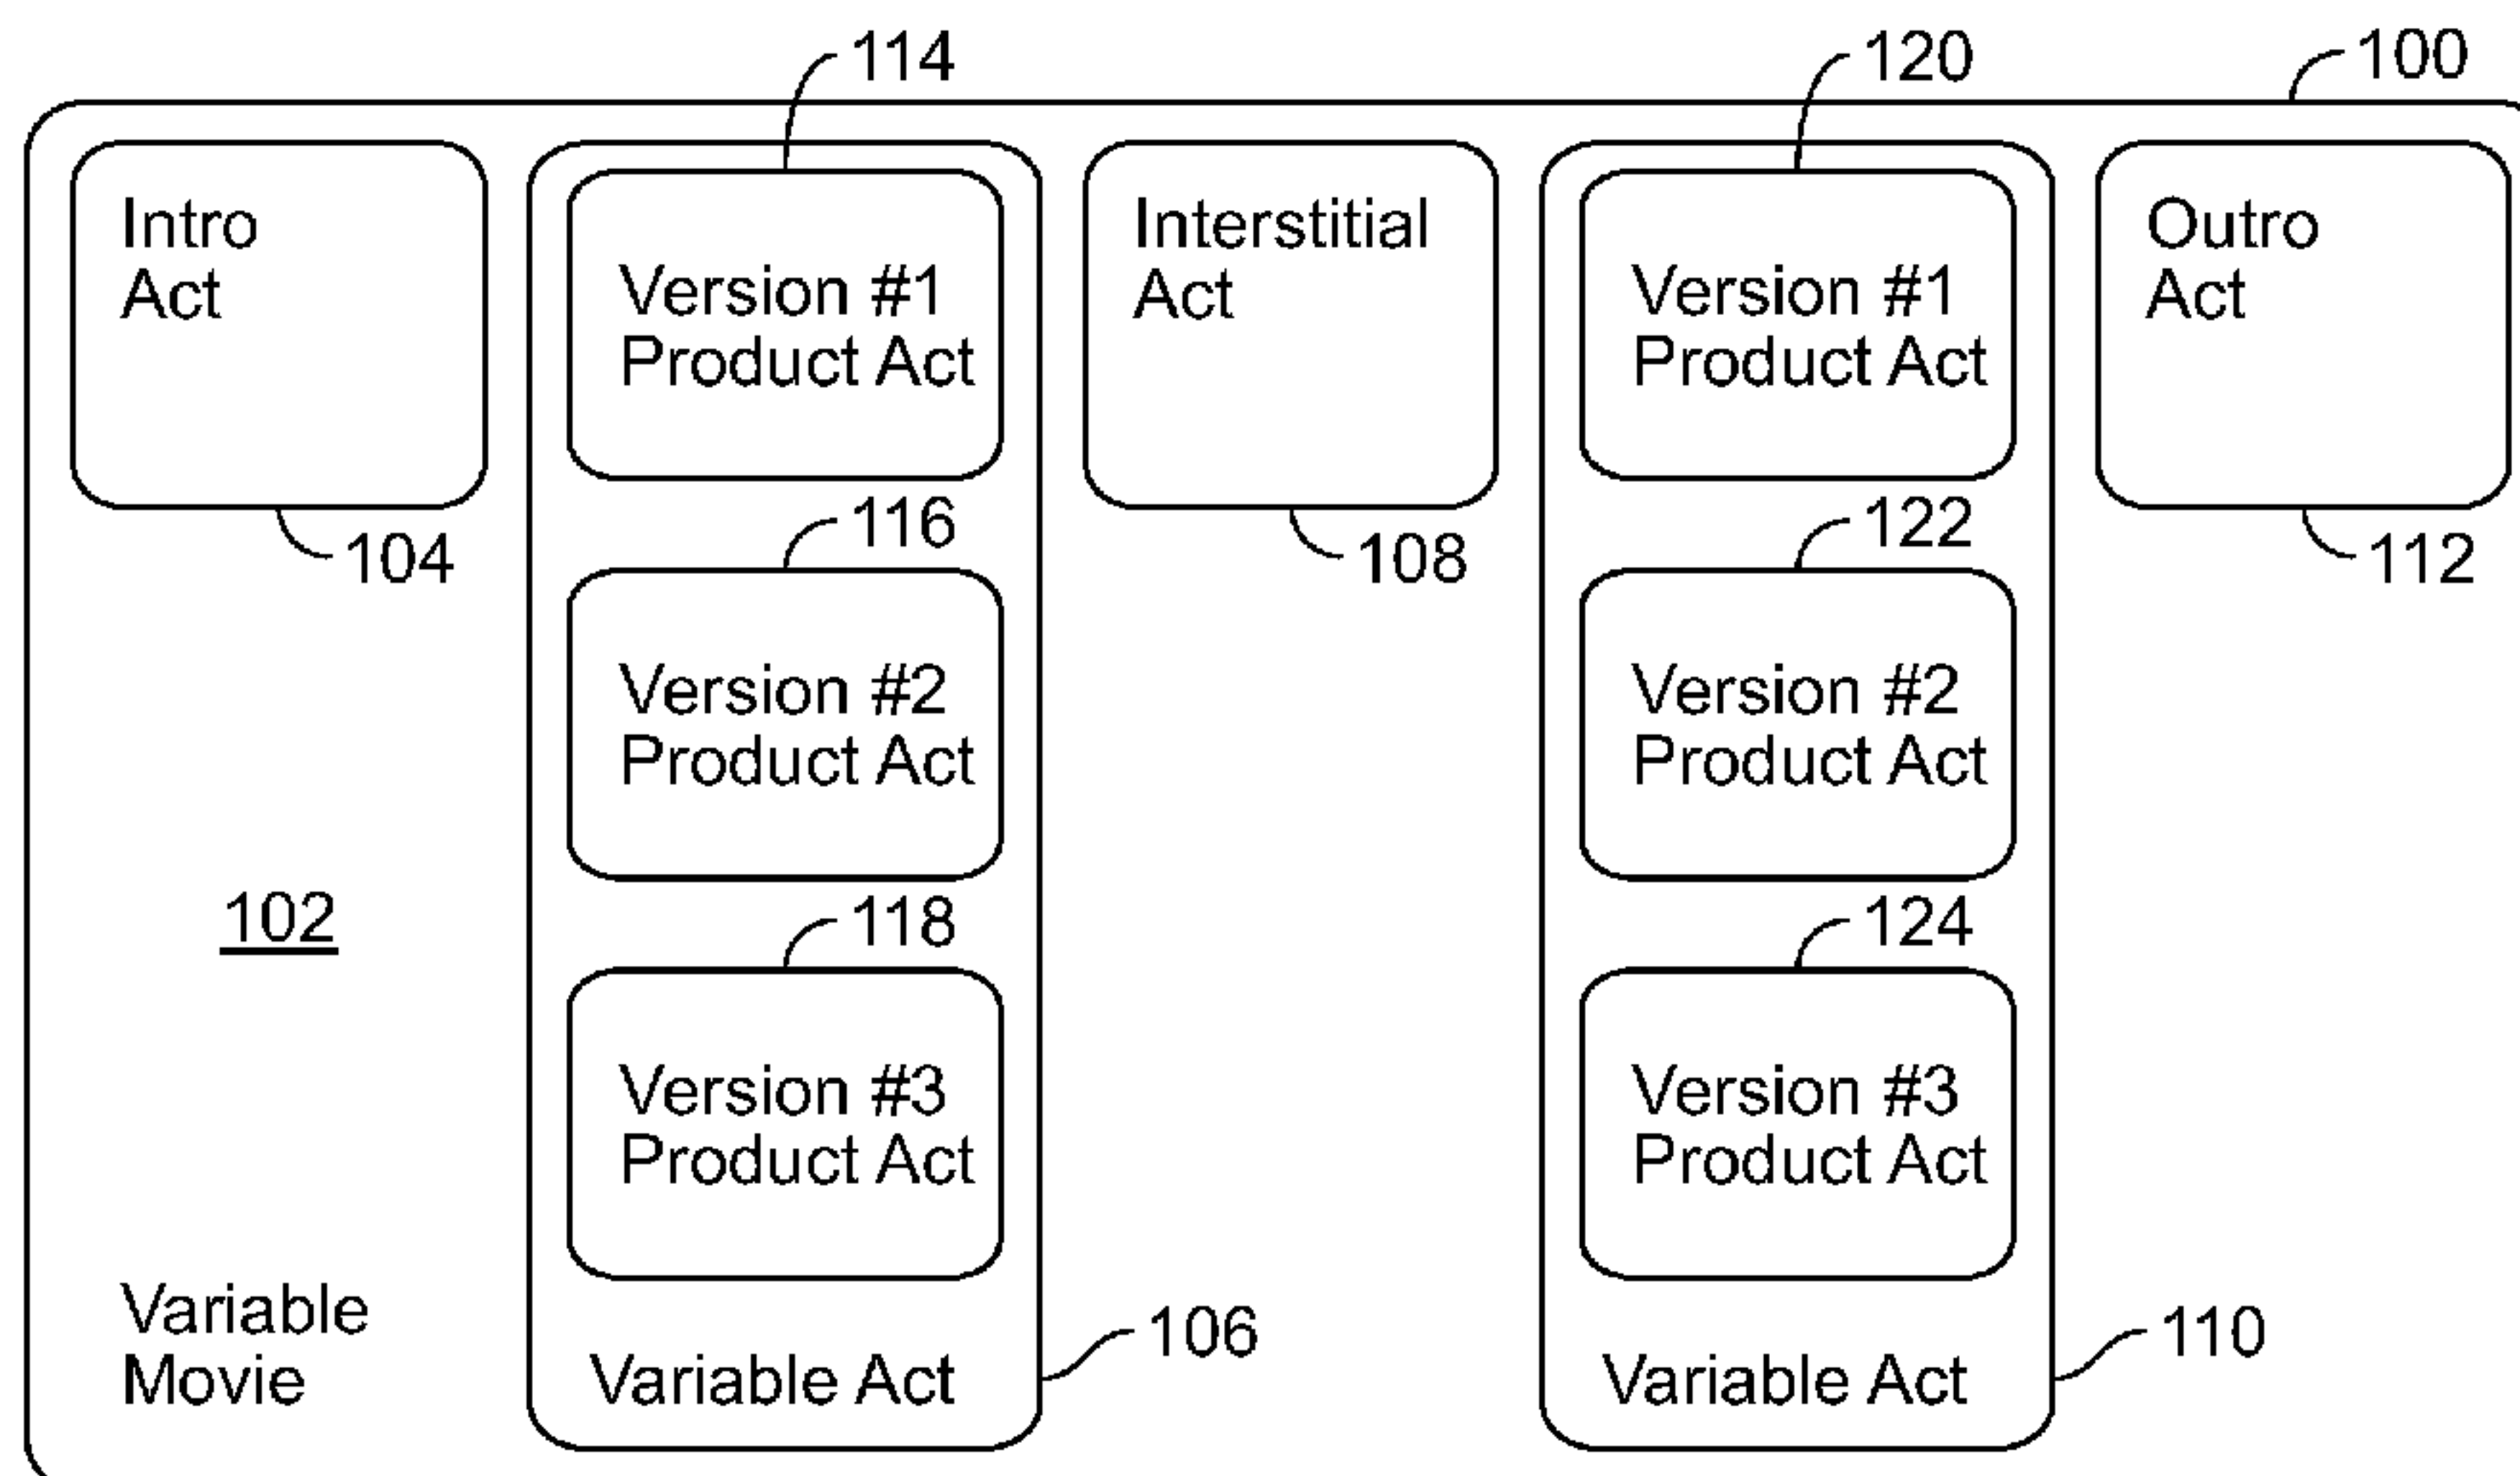 114
120
100
Intro
Act
Version #1
Product Act
Interstitial
Act
Version #1
Product Act
Outro
Act
104
116
108
122
112
Version #2
Product Act
Version #2
Product Act
102
118
124
Version #3
Product Act
Version #3
Product Act
Variable
Movie
Variable Act
106
Variable Act
110